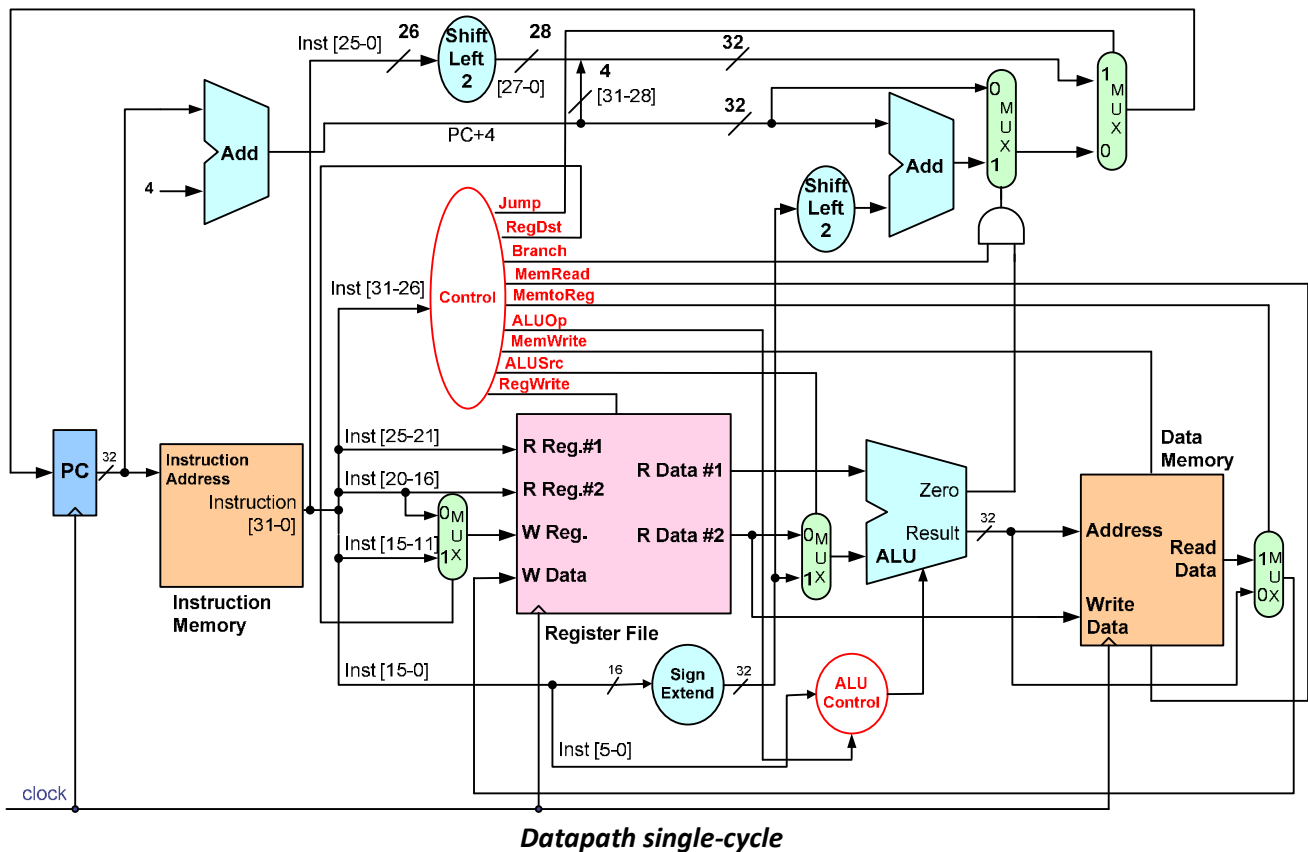 Inst [25-0]
26
Shift
Left
2
28
[27-0]
4
[31-28]
32
1
M
U
X
0
0
M
U
X
1
32
Add
4
PC+4
Add
Shift
Left
2
Jump
RegDst
Branch
MemRead
MemtoReg
ALUOp
MemWrite
ALUSrc
RegWrite
Control
Inst [31-26]
PC
32
Instruction
Address
Instruction
[31-0]
Instruction
Memory
Inst [25-21]
Inst [20-16]
Inst [15-11]
0
M
U
X
1
R Reg.#1
R Reg.#2
W Reg.
W Data
R Data #1
R Data #2
Register File
0
M
U
X
1
Zero
Result
ALU
32
Data
Memory
Address
Read
Data
Write
Data
1
M
U
X
0
Inst [15-0]
16
Sign
Extend
32
ALU
Control
Inst [5-0]
clock
Datapath single-cycle